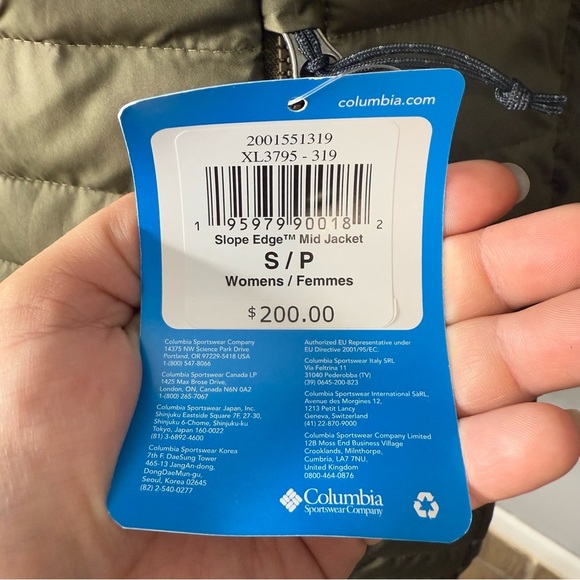 columbia.com
2001551319
XL3795 - 319
1 95979 90018 2
Slope Edge™ Mid Jacket
S / P
Womens / Femmes
$200.00
Columbia Sportswear Company
14375 NW Science Park Drive
Portland, OR 97229-5418 USA
1-(800) 547-8066
Columbia Sportswear Canada LP
1425 Max Brose Drive,
London, ON, Canada N6N 0A2
1-(800) 265-7067
Columbia Sportswear Japan, Inc.
Shinjuku Eastside Square 7F, 27-30,
Shinjuku 6-Chome, Shinjuku-ku
Tokyo, Japan 160-0022
(81) 3-6892-4600
Columbia Sportswear Korea
7th F. DaeSung Tower
465-13 JangAn-dong,
DongDaeMun-gu,
Seoul, Korea 02645
(82) 2-540-0277
Authorized EU Representative under
EU Directive 2001/95/EC.
Columbia Sportswear Italy SRL
Via Feltrina 11
31040 Pederobba (TV)
(39) 0645-200-823
Columbia Sportswear International SàRL,
Avenue des Morgines 12,
1213 Petit Lancy
Geneva, Switzerland
(41) 22-870-9000
Columbia Sportswear Company Limited
12B Moss End Business Village
Crooklands, Milnthorpe,
Cumbria, LA7 7NU,
United Kingdom
0800-464-0876
Columbia
Sportswear Company